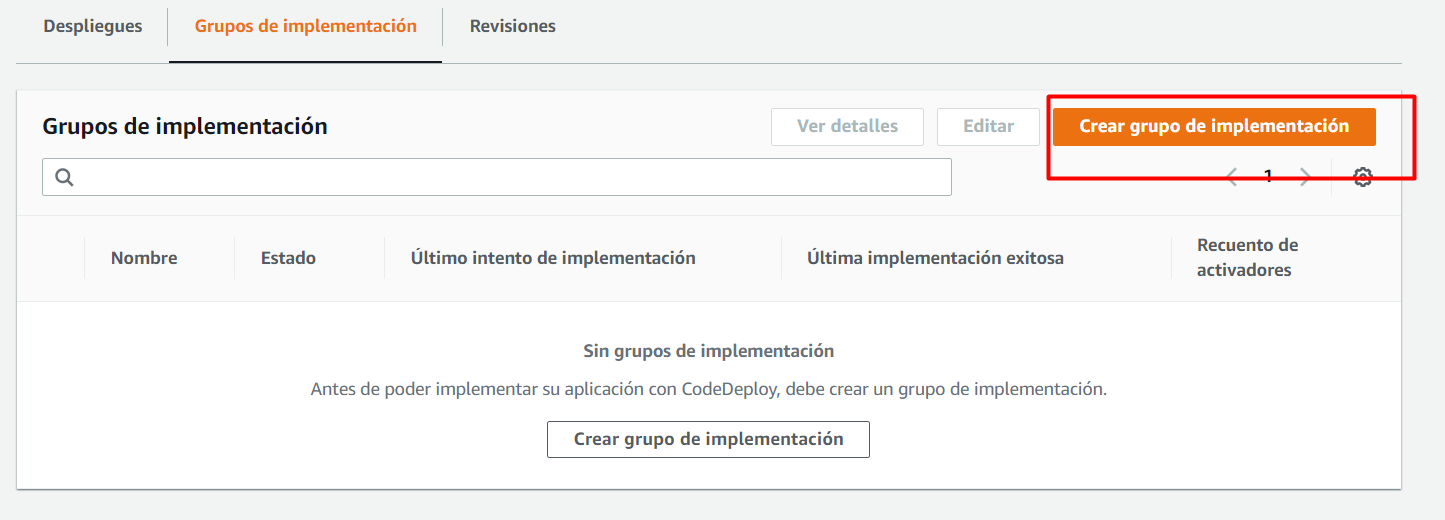 Despliegues
Grupos de implementación
Revisiones
Grupos de implementación
Ver detalles
Editar
Crear grupo de implementación
1
Nombre
Estado
Último intento de implementación
Última implementación exitosa
Recuento de
activadores
Sin grupos de implementación
Antes de poder implementar su aplicación con CodeDeploy, debe crear un grupo de implementación.
Crear grupo de implementación